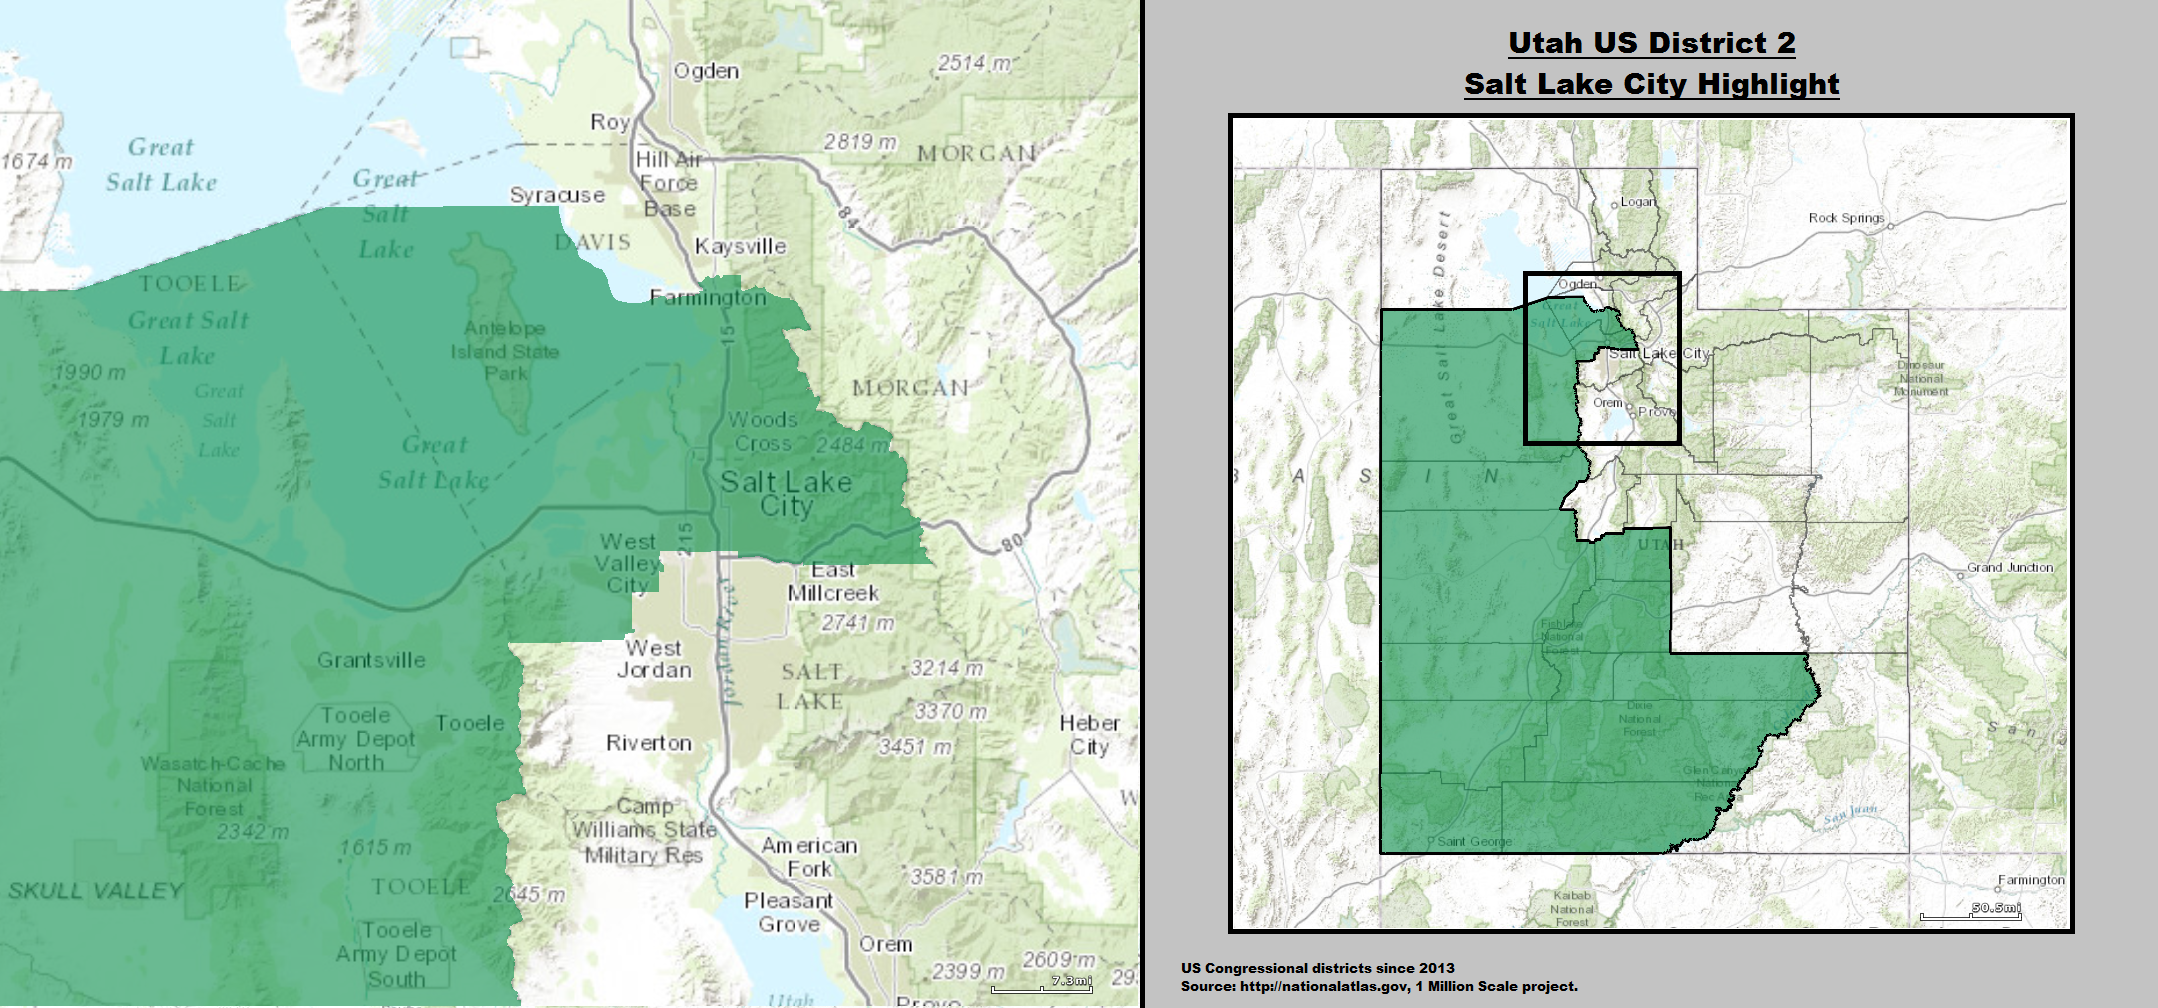 Utah US District 2
Salt Lake City Highlight
Ogden
2514 m
Roy
2819 m
MORGAN
Great
Salt Lake
1674 m
Hill Air
Force
Base
Great
Salt
Lake
Syracuse
84
DAVIS
Kaysville
TOOELE
Farmington
Great Salt
Lake
15
Antelope
Island State
Park
1990 m
MORGAN
Great
Salt
Lake
1979 m
Woods
Cross
2484 m
Great
Salt Lake
Salt Lake
City
215
80
West
Valley
City
East
Millcreek
Jordan River
2741 m
West
Jordan
Grantsville
SALT
LAKE
3214 m
3370 m
Tooele
Army Depot
North
Tooele
Heber
City
Riverton
3451 m
Wasatch-Cache
National
Forest
2342 m
Camp
Williams State
Military Res
W
1615 m
American
Fork
SKULL VALLEY
TOOELE
2645 m
3581 m
Pleasant
Grove
Tooele
Army Depot
South
Orem
2399 m
2609 m
29
7.3mi
Utah
Provo
Logan
Rock Springs
Great Salt Lake Desert
Ogden
Great
Salt Lake
Salt Lake City
Dinosaur
National
Monument
Orem
Provo
B A S I N
UTAH
Grand Junction
Fishlake
National
Forest
Dixie
National
Forest
San J
Glen Canyon
National
Rec Area
San Juan
Saint George
Farmington
Kaibab
National
Forest
50.5mi
US Congressional districts since 2013
Source: http://nationalatlas.gov, 1 Million Scale project.